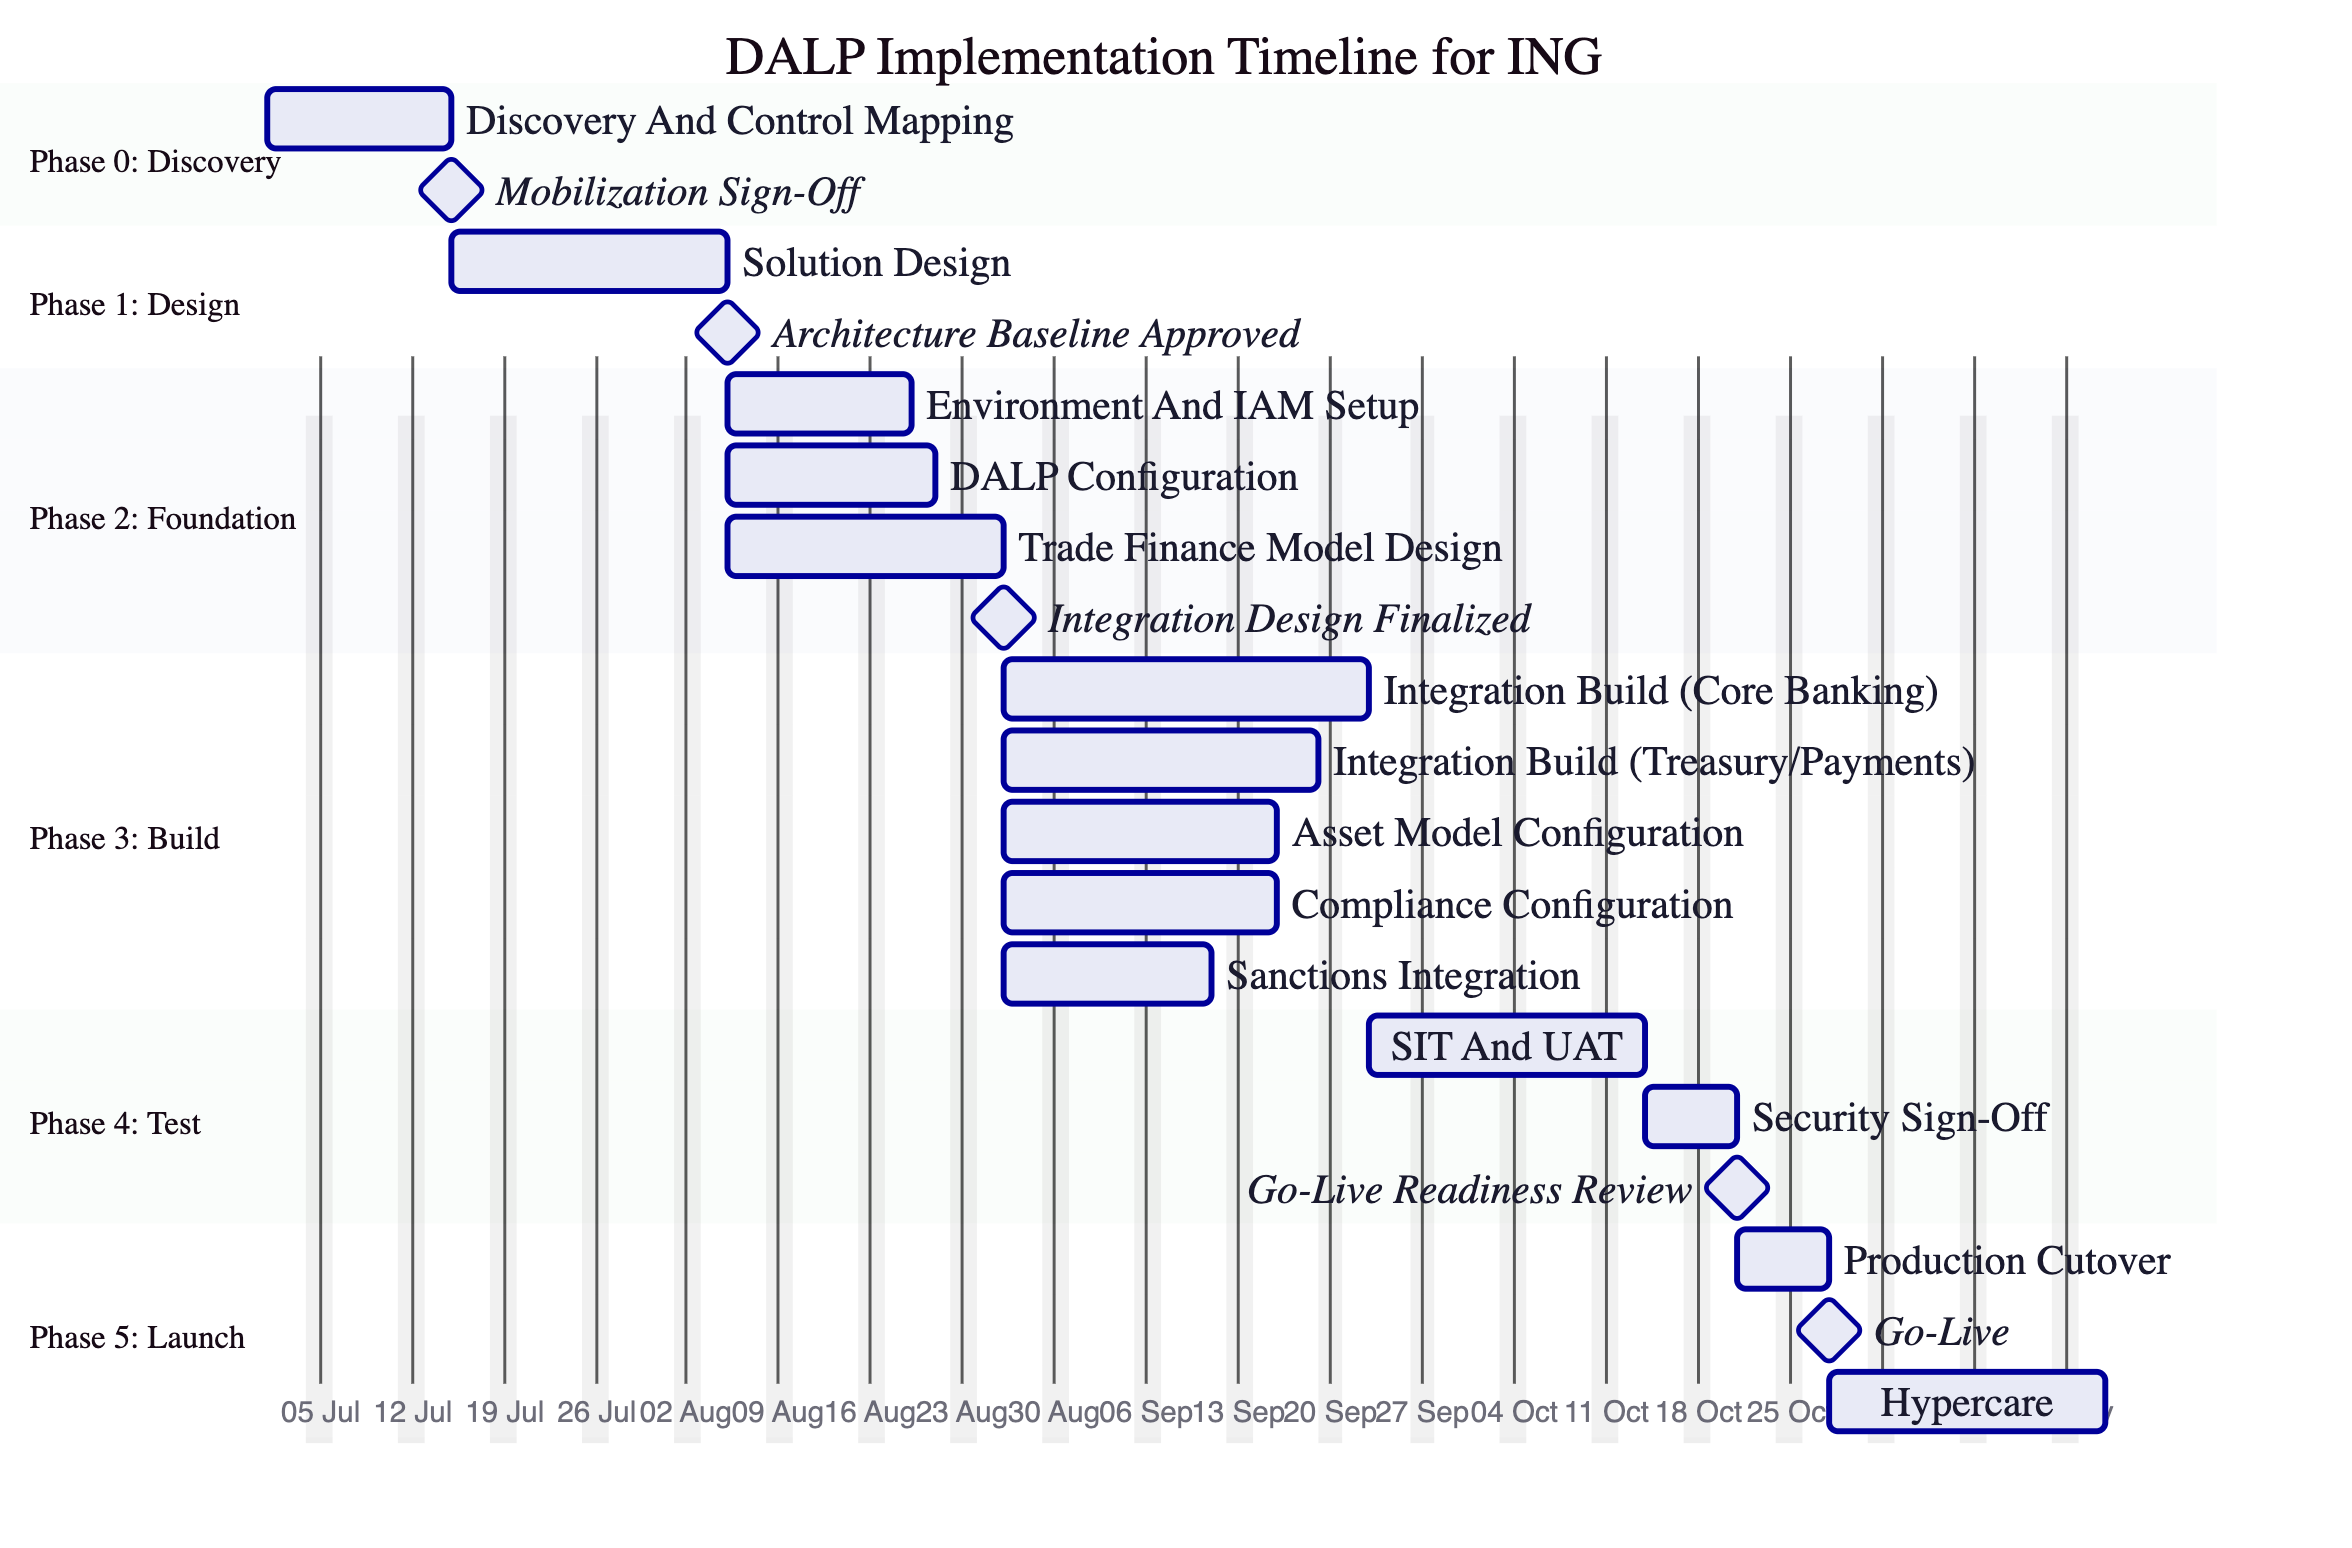 DALP Implementation Timeline for ING
Discovery And Control Mapping
Phase 0: Discovery
Mobilization Sign-Off
Solution Design
Phase 1: Design
Architecture Baseline Approved
Environment And IAM Setup
DALP Configuration
Phase 2: Foundation
Trade Finance Model Design
Integration Design Finalized
Integration Build (Core Banking)
Integration Build (Treasury/Payments)
Asset Model Configuration
Phase 3: Build
Compliance Configuration
Sanctions Integration
SIT And UAT
Security Sign-Off
Phase 4: Test
Go-Live Readiness Review
Production Cutover
Go-Live
Phase 5: Launch
Hypercare
05 Jul 12 Jul 19 Jul 26 Jul 02 Aug 09 Aug 16 Aug 23 Aug 30 Aug 06 Sep 13 Sep 20 Sep 27 Sep 04 Oct 11 Oct 18 Oct 25